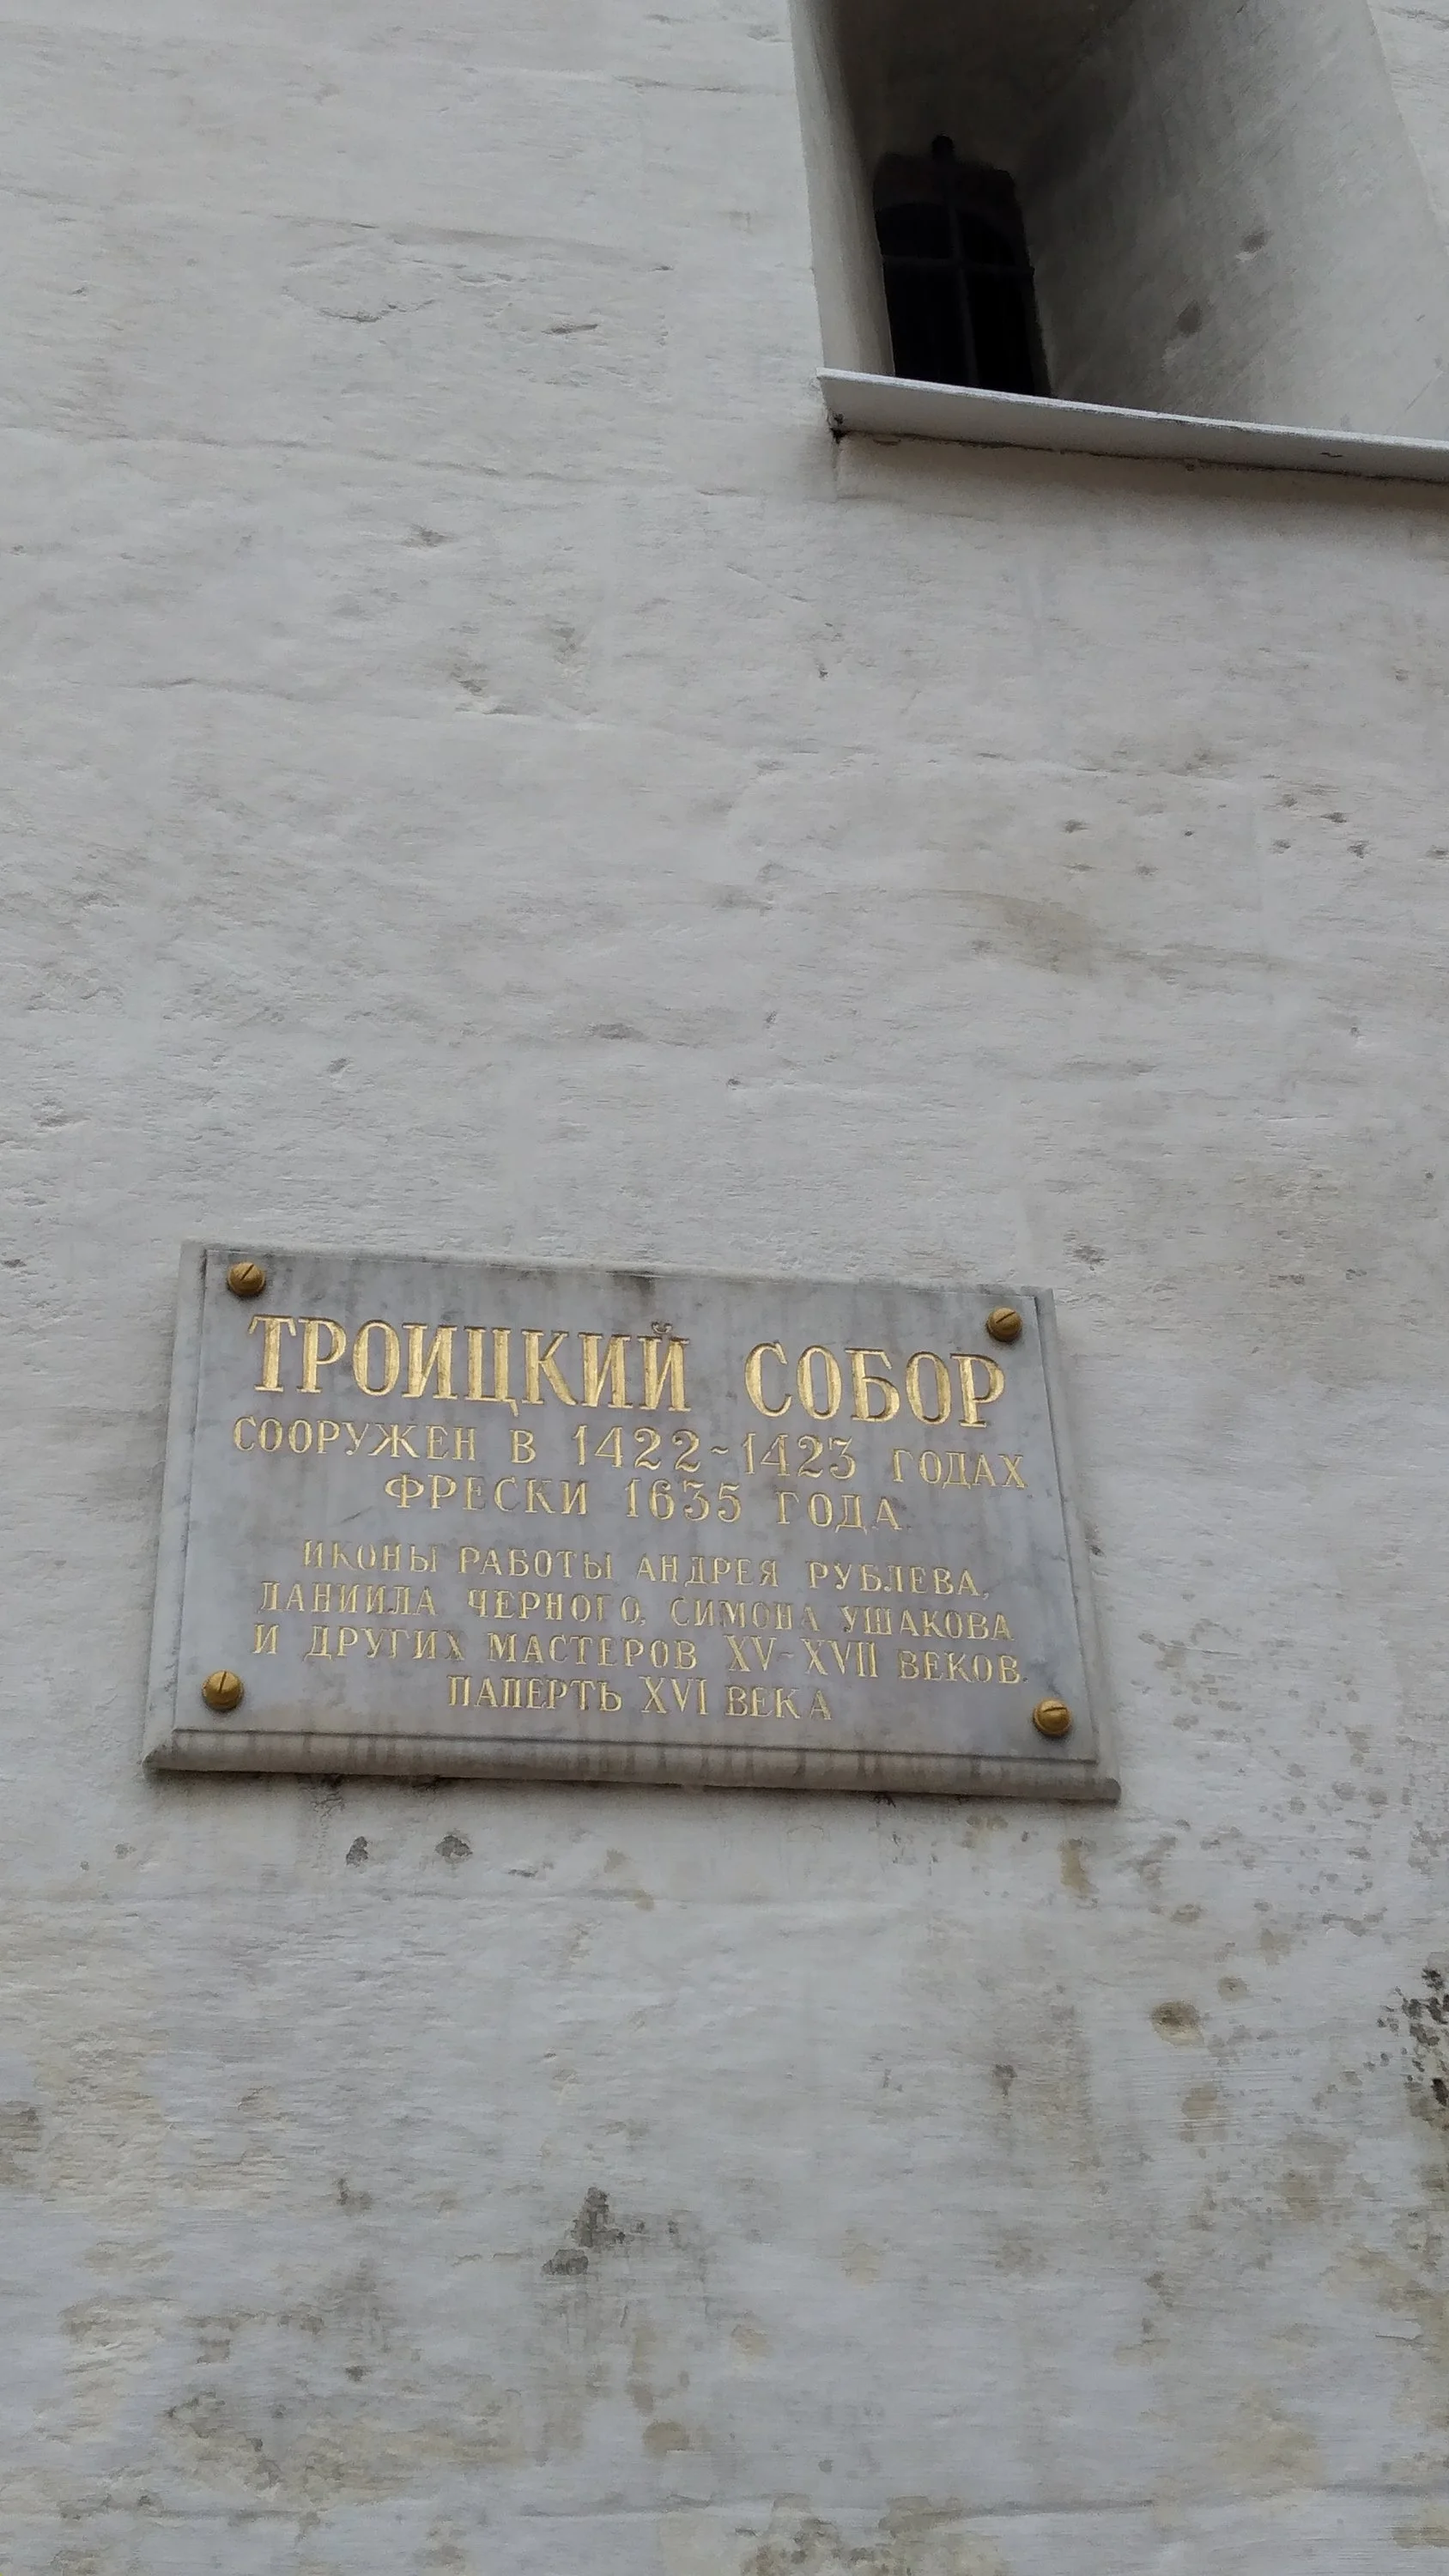 ТРОИЦКИЙ СОБОР
СООРУЖЕН В 1422-1423 ГОДАХ
ФРЕСКИ 1635 ГОДА.
ИКОНЫ РАБОТЫ АНДРЕЯ РУБЛЕВА,
ДАНИИЛА ЧЕРНОГО, СИМОНА УШАКОВА
И ДРУГИХ МАСТЕРОВ XV-XVII ВЕКОВ.
ПАПЕРТЬ XVI ВЕКА